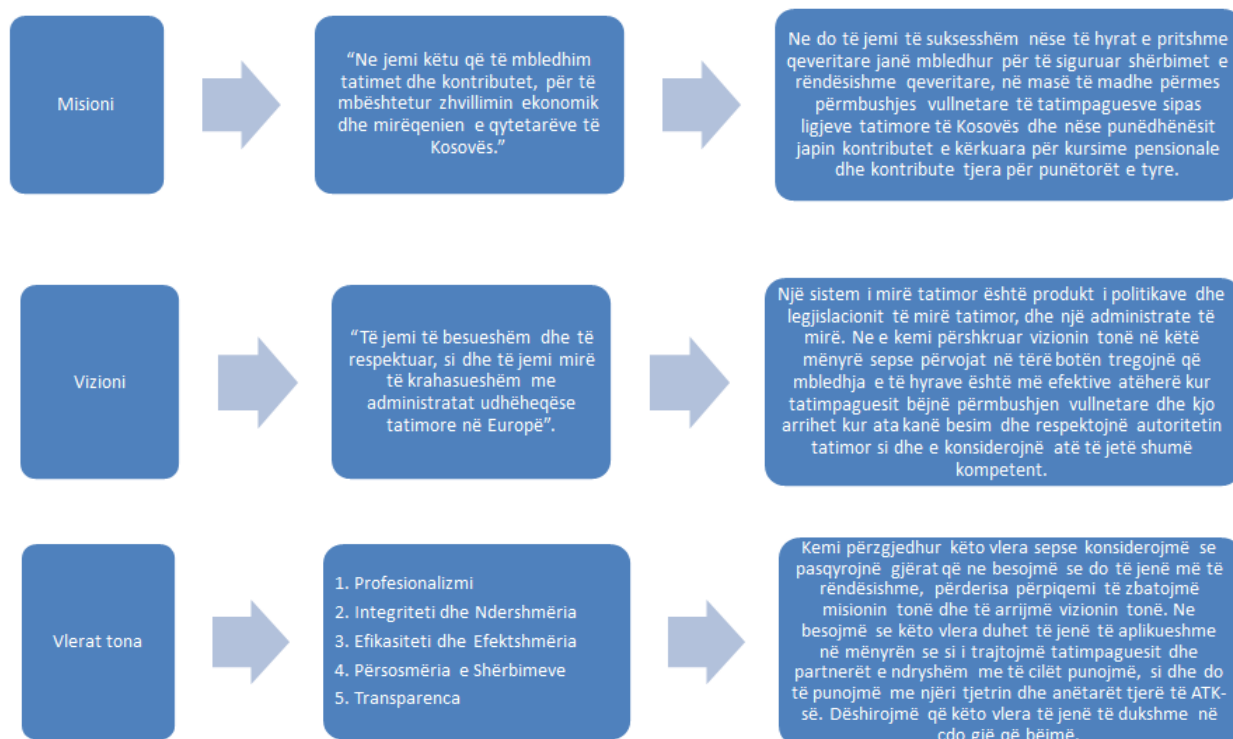 Misioni
“Ne jemi këtu që të mbledhim
tatimet dhe kontributet, për të
mbështetur zhvillimin ekonomik
dhe mirëqenien e qytetarëve të
Kosovës.”
Ne do të jemi të suksesshëm nëse të hyrat e pritshme
qeveritare janë mbledhur për të siguruar shërbimet e
rëndësishme qeveritare, në masë të madhe përmes
përmbushjes vullnetare të tatimpaguesve sipas
ligjeve tatimore të Kosovës dhe nëse punëdhënësit
japin kontributet e kërkuara për kursime pensionale
dhe kontribute tjera për punëtorët e tyre.
Vizioni
“Të jemi të besueshëm dhe të
respektuar, si dhe të jemi mirë
të krahasueshëm me
administratat udhëheqëse
tatimore në Europë”.
Një sistem i mirë tatimor është produkt i politikave dhe
legjislacionit të mirë tatimor, dhe një administrate të
mirë. Ne e kemi përshkruar vizionin tonë në këtë
mënyrë sepse përvojat në tërë botën tregojnë që
mbledhja e të hyrave është më efektive atëherë kur
tatimpaguesit bëjnë përmbushjen vullnetare dhe kjo
arrihet kur ata kanë besim dhe respektojnë autoritetin
tatimor si dhe e konsiderojnë atë të jetë shumë
kompetent.
Vlerat tona
1. Profesionalizmi
2. Integriteti dhe Ndershmëria
3. Efikasiteti dhe Efektshmëria
4. Përsosmëria e Shërbimeve
5. Transparenca
Kemi përzgjedhur këto vlera sepse konsiderojmë se
pasqyrojnë gjërat që ne besojmë se do të jenë më të
rëndësishme, përderisa përpiqemi të zbatojmë
misionin tonë dhe të arrijmë vizionin tonë. Ne
besojmë se këto vlera duhet të jenë të aplikueshme
në mënyrën se si i trajtojmë tatimpaguesit dhe
partnerët e ndryshëm me të cilët punojmë, si dhe do
të punojmë me njëri tjetrin dhe anëtarët tjerë të ATK-
së. Dëshirojmë që këto vlera të jenë të dukshme në
çdo gjë që bëjmë.